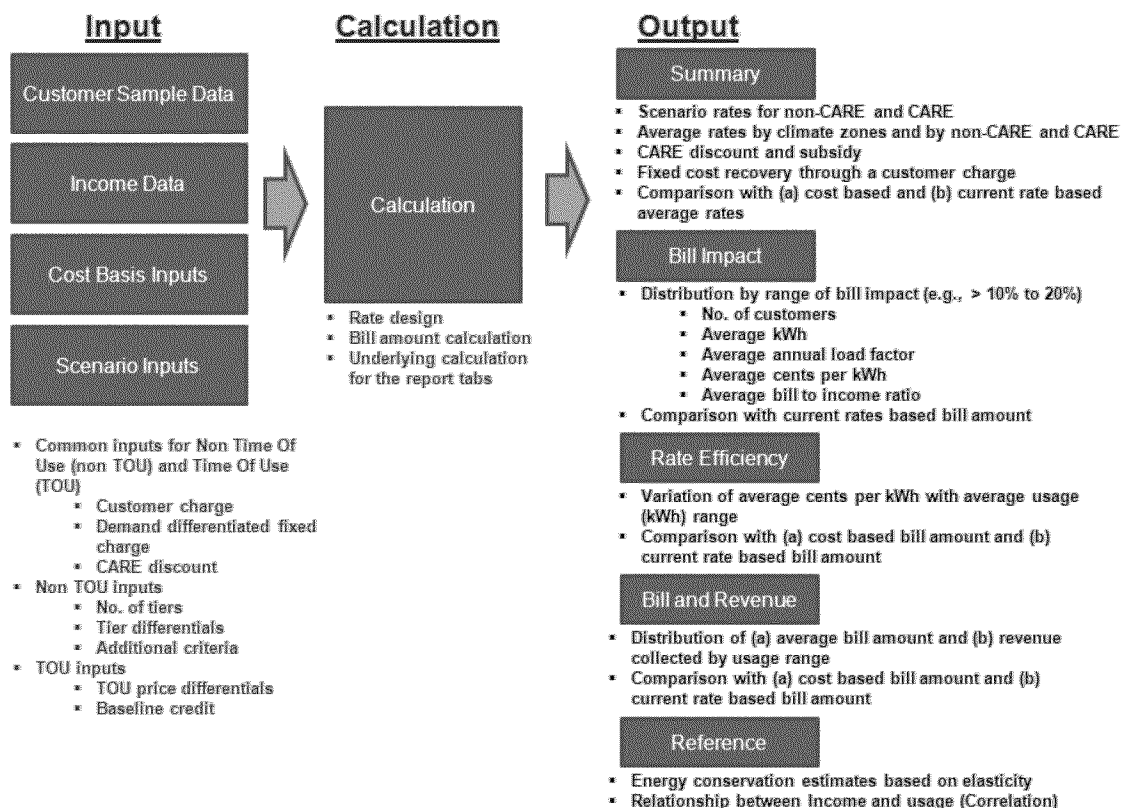 Input
Customer Sample Data
Income Data
Cost Basis Inputs
Scenario Inputs
▪ Common inputs for Non Time Of
Use (non TOU) and Time Of Use
(TOU)
▪ Customer charge
▪ Demand differentiated fixed
charge
▪ CARE discount
▪ Non TOU inputs
▪ No. of tiers
▪ Tier differentials
▪ Additional criteria
▪ TOU inputs
▪ TOU price differentials
▪ Baseline credit
Calculation
Calculation
▪ Rate design
▪ Bill amount calculation
▪ Underlying calculation
for the report tabs
Output
Summary
▪ Scenario rates for non-CARE and CARE
▪ Average rates by climate zones and by non-CARE and CARE
▪ CARE discount and subsidy
▪ Fixed cost recovery through a customer charge
▪ Comparison with (a) cost based and (b) current rate based
average rates
Bill Impact
▪ Distribution by range of bill impact (e.g., > 10% to 20%)
▪ No. of customers
▪ Average kWh
▪ Average annual load factor
▪ Average cents per kWh
▪ Average bill to income ratio
▪ Comparison with current rates based bill amount
Rate Efficiency
▪ Variation of average cents per kWh with average usage
(kWh) range
▪ Comparison with (a) cost based bill amount and (b)
current rate based bill amount
Bill and Revenue
▪ Distribution of (a) average bill amount and (b) revenue
collected by usage range
▪ Comparison with (a) cost based bill amount and (b)
current rate based bill amount
Reference
▪ Energy conservation estimates based on elasticity
▪ Relationship between Income and usage (Correlation)